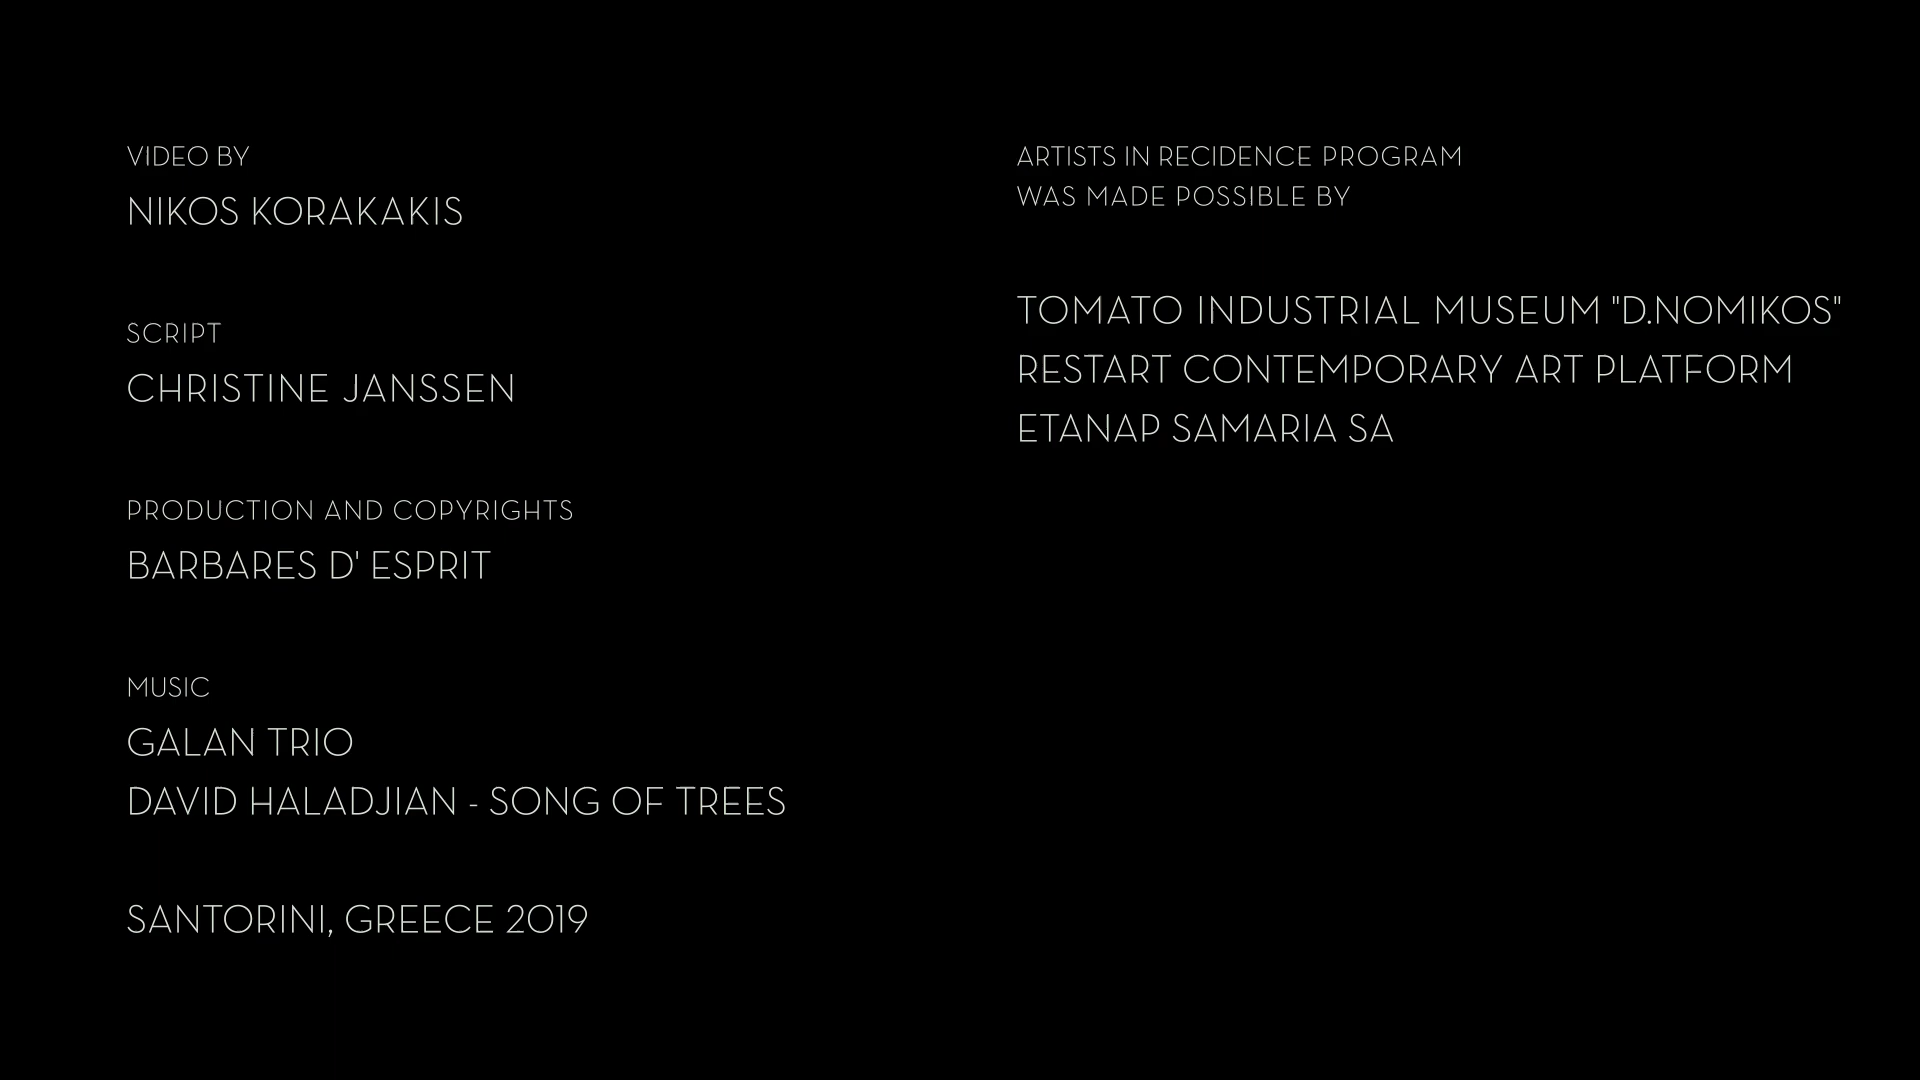 VIDEO BY
NIKOS KORAKAKIS
SCRIPT
CHRISTINE JANSSEN
PRODUCTION AND COPYRIGHTS
BARBARES D' ESPRIT
MUSIC
GALAN TRIO
DAVID HALADJIAN - SONG OF TREES
SANTORINI, GREECE 2019
ARTISTS IN RECIDENCE PROGRAM
WAS MADE POSSIBLE BY
TOMATO INDUSTRIAL MUSEUM "D.NOMIKOS"
RESTART CONTEMPORARY ART PLATFORM
ETANAP SAMARIA SA